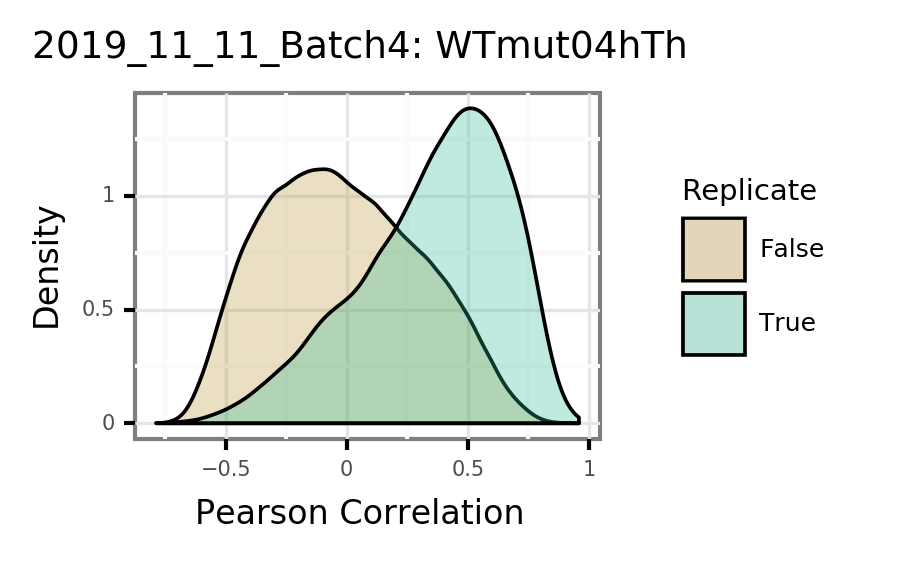 2019_11_11_Batch4: WTmut04hTh
Density
1
0.5
0
−0.5
0
0.5
1
Pearson Correlation
Replicate
False
True